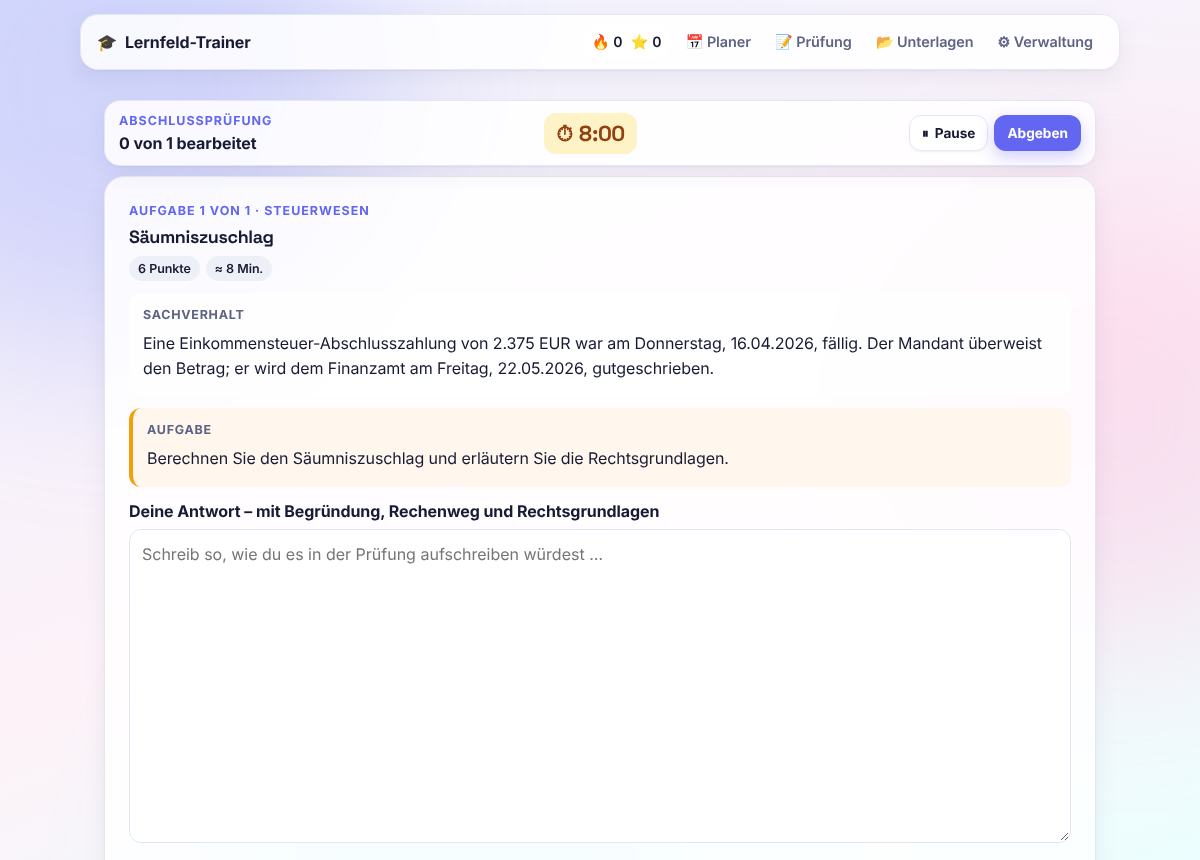 🎓 Lernfeld-Trainer
🔥 0 ⭐ 0 📅 Planer 📝 Prüfung 📂 Unterlagen ⚙ Verwaltung
ABSCHLUSSPRÜFUNG
0 von 1 bearbeitet
⏱ 8:00
⏸ Pause
Abgeben
AUFGABE 1 VON 1 · STEUERWESEN
Säumniszuschlag
6 Punkte
≈ 8 Min.
SACHVERHALT
Eine Einkommensteuer-Abschlusszahlung von 2.375 EUR war am Donnerstag, 16.04.2026, fällig. Der Mandant überweist
den Betrag; er wird dem Finanzamt am Freitag, 22.05.2026, gutgeschrieben.
AUFGABE
Berechnen Sie den Säumniszuschlag und erläutern Sie die Rechtsgrundlagen.
Deine Antwort – mit Begründung, Rechenweg und Rechtsgrundlagen
Schreib so, wie du es in der Prüfung aufschreiben würdest ...